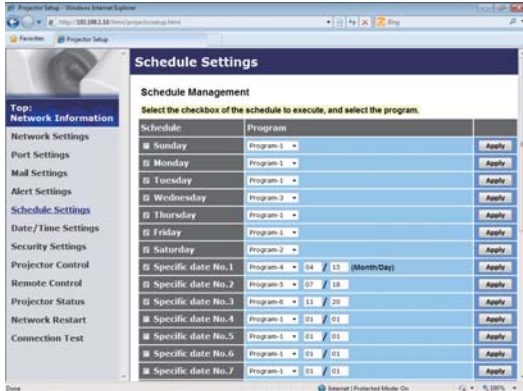 Projector Setup - Windows Internet Explorer
Bing
Favorites Projector Setup
Schedule Settings
Schedule Management
Select the checkbox of the schedule to execute, and select the program.
Top:
Network Information
Network Settings
Port Settings
Mail Settings
Alert Settings
Schedule Settings
Date/Time Settings
Security Settings
Projector Control
Remote Control
Projector Status
Network Restart
Connection Test
Schedule Program
Sunday Program-1 Apply
Monday Program-1 Apply
Tuesday Program-1 Apply
Wednesday Program-3 Apply
Thursday Program-1 Apply
Friday Program-1 Apply
Saturday Program-2 Apply
Specific date No.1 Program-4 04 / 15 (Month/Day) Apply
Specific date No.2 Program-5 07 / 18 Apply
Specific date No.3 Program-6 11 / 20 Apply
Specific date No.4 Program-1 01 / 01 Apply
Specific date No.5 Program-1 01 / 01 Apply
Specific date No.6 Program-1 01 / 01 Apply
Specific date No.7 Program-1 01 / 01 Apply
Done Internet | Protected Mode: On 100%